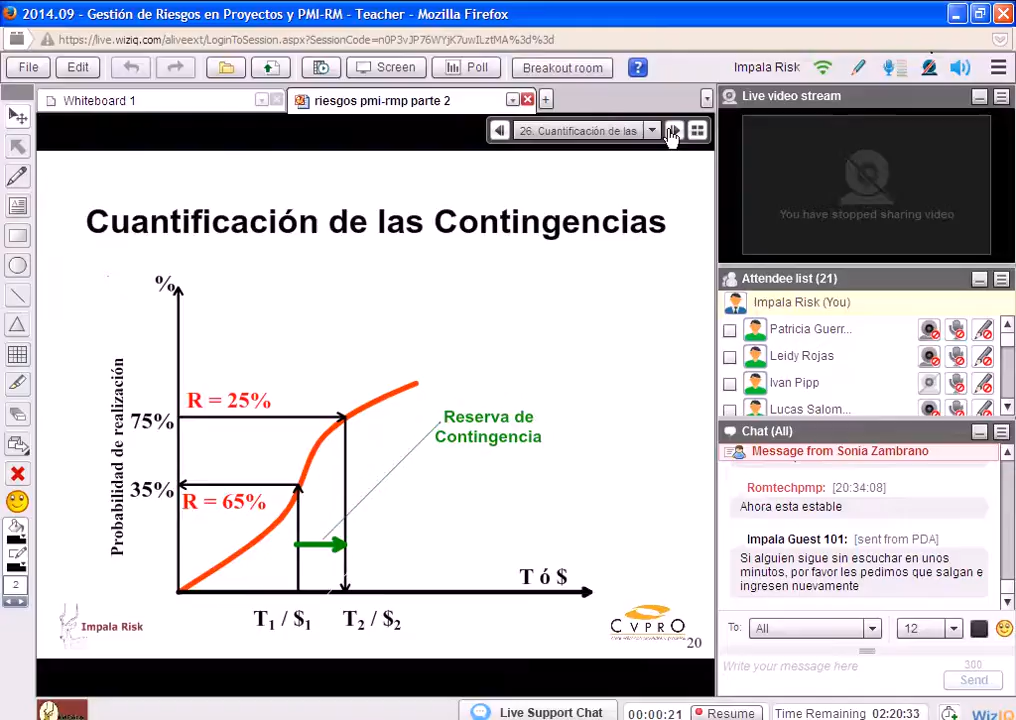 2014.09 - Gestión de Riesgos en Proyectos y PMI-RM - Teacher - Mozilla Firefox
https://live.wiziq.com/aliveext/LoginToSession.aspx?SessionCode=n0P3vJP76WYjK7uwILztMA%3d%3d
File Edit Screen Poll Breakout room ? Impala Risk
Whiteboard 1 riesgos pmi-rmp parte 2
26. Cuantificación de las
Live video stream
You have stopped sharing video
Attendee list (21)
Impala Risk (You)
Patricia Guerr...
Leidy Rojas
Ivan Pipp
Lucas Salom...
Chat (All)
Message from Sonia Zambrano
Romtechpmp: [20:34:08]
Ahora esta estable
Impala Guest 101: [sent from PDA]
Si alguien sigue sin escuchar en unos
minutos, por favor les pedimos que salgan e
ingresen nuevamente
To: All 12
Write your message here 300
Send
Cuantificación de las Contingencias
%
Probabilidad de realización
R = 25%
75%
Reserva de
Contingencia
35%
R = 65%
T ó $
T1 / $1 T2 / $2
Impala Risk
CVPRO
20
2
Live Support Chat 00:00:21 Resume Time Remaining 02:20:33 WizIQ